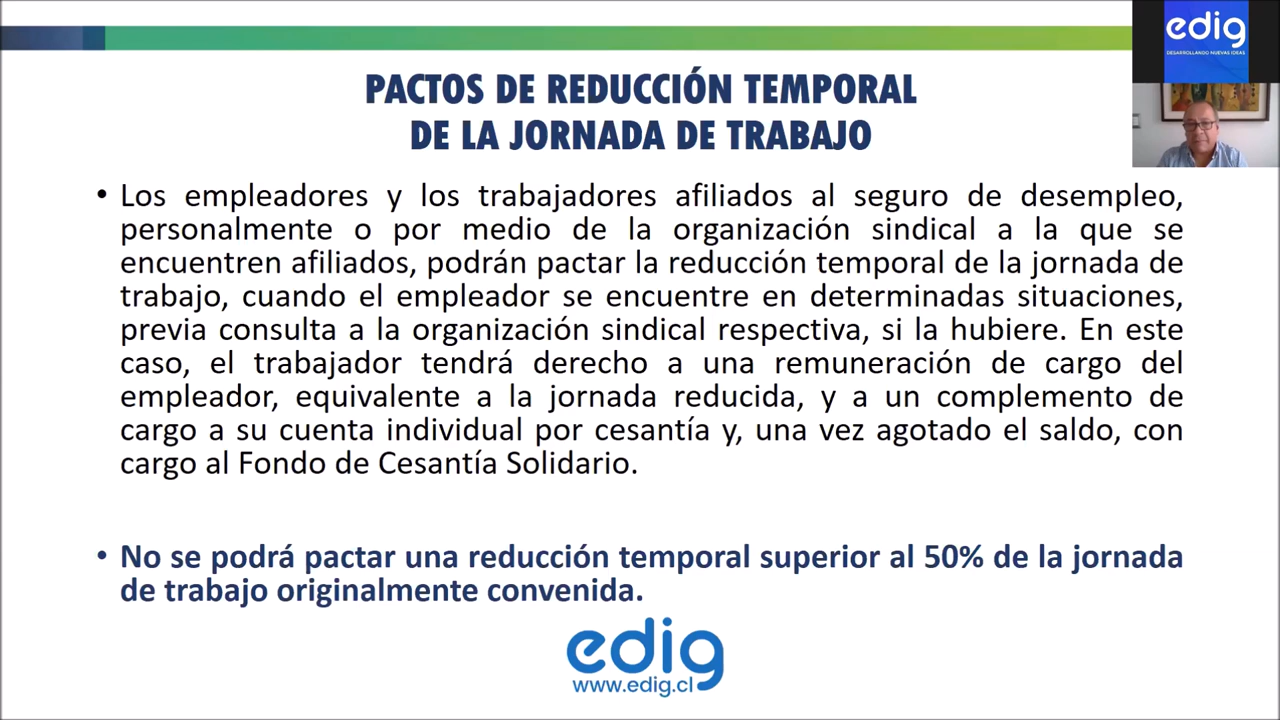 edig
DESARROLLANDO NUEVAS IDEAS
PACTOS DE REDUCCIÓN TEMPORAL
DE LA JORNADA DE TRABAJO
• Los empleadores y los trabajadores afiliados al seguro de desempleo,
personalmente o por medio de la organización sindical a la que se
encuentren afiliados, podrán pactar la reducción temporal de la jornada de
trabajo, cuando el empleador se encuentre en determinadas situaciones,
previa consulta a la organización sindical respectiva, si la hubiere. En este
caso, el trabajador tendrá derecho a una remuneración de cargo del
empleador, equivalente a la jornada reducida, y a un complemento de
cargo a su cuenta individual por cesantía y, una vez agotado el saldo, con
cargo al Fondo de Cesantía Solidario.
• No se podrá pactar una reducción temporal superior al 50% de la jornada
de trabajo originalmente convenida.
edig
www.edig.cl